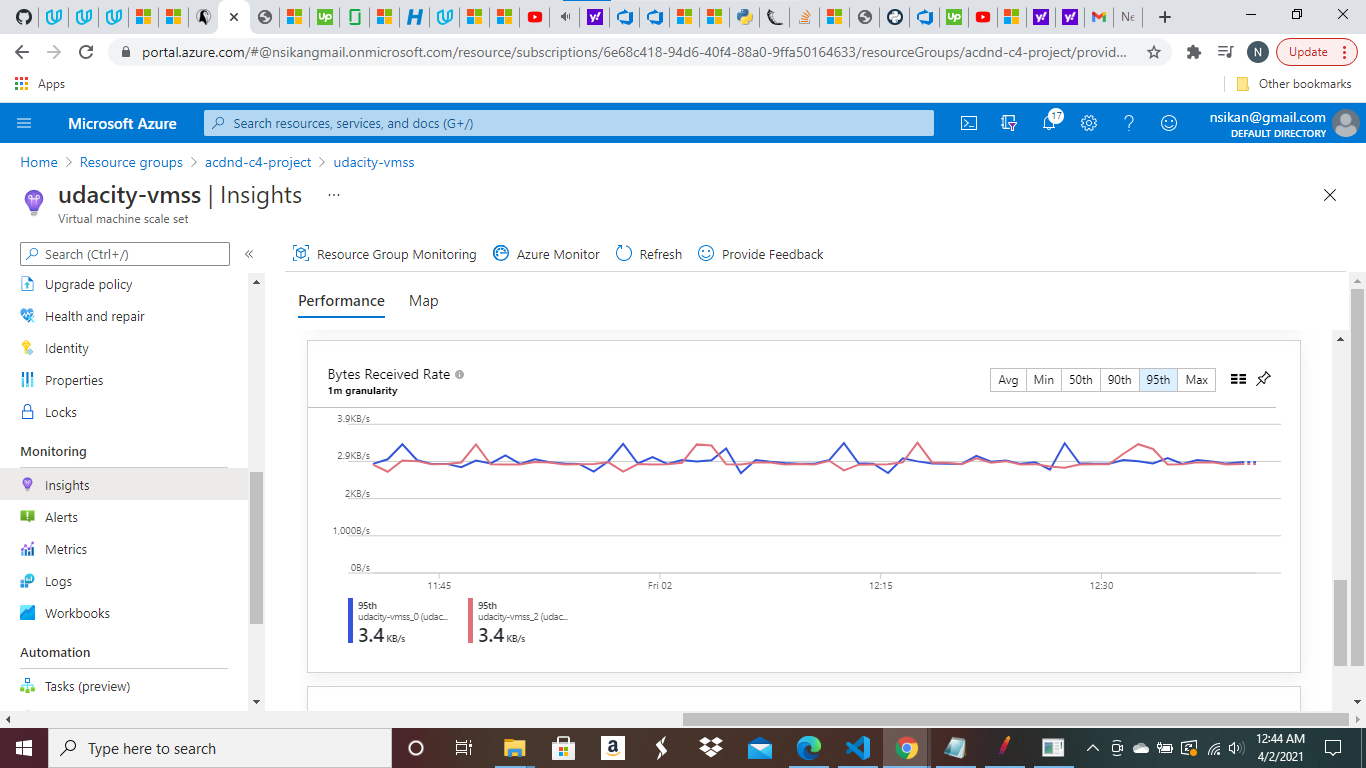 Update
portal.azure.com/#@nsikangmail.onmicrosoft.com/resource/subscriptions/6e68c418-94d6-40f4-88a0-9ffa50164633/resourceGroups/acdnd-c4-project/provid...
N
Apps
Other bookmarks
Microsoft Azure
Search resources, services, and docs (G+/)
17
nsikan@gmail.com
DEFAULT DIRECTORY
Home > Resource groups > acdnd-c4-project > udacity-vmss
udacity-vmss | Insights ...
Virtual machine scale set
Search (Ctrl+/)
«
Resource Group Monitoring
Azure Monitor
Refresh
Provide Feedback
Upgrade policy
Health and repair
Identity
Properties
Locks
Monitoring
Insights
Alerts
Metrics
Logs
Workbooks
Automation
Tasks (preview)
Performance
Map
Bytes Received Rate
1m granularity
Avg Min 50th 90th 95th Max
3.9KB/s
2.9KB/s
2KB/s
1,000B/s
0B/s
11:45 Fri 02 12:15 12:30
95th
udacity-vmss_0 (udac...
3.4 KB/s
95th
udacity-vmss_2 (udac...
3.4 KB/s
Type here to search
12:44 AM
4/2/2021